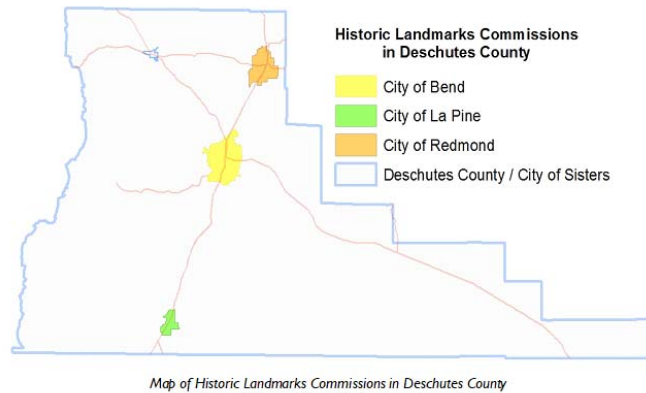 Historic Landmarks Commissions
in Deschutes County
City of Bend
City of La Pine
City of Redmond
Deschutes County / City of Sisters
Map of Historic Landmarks Commissions in Deschutes County